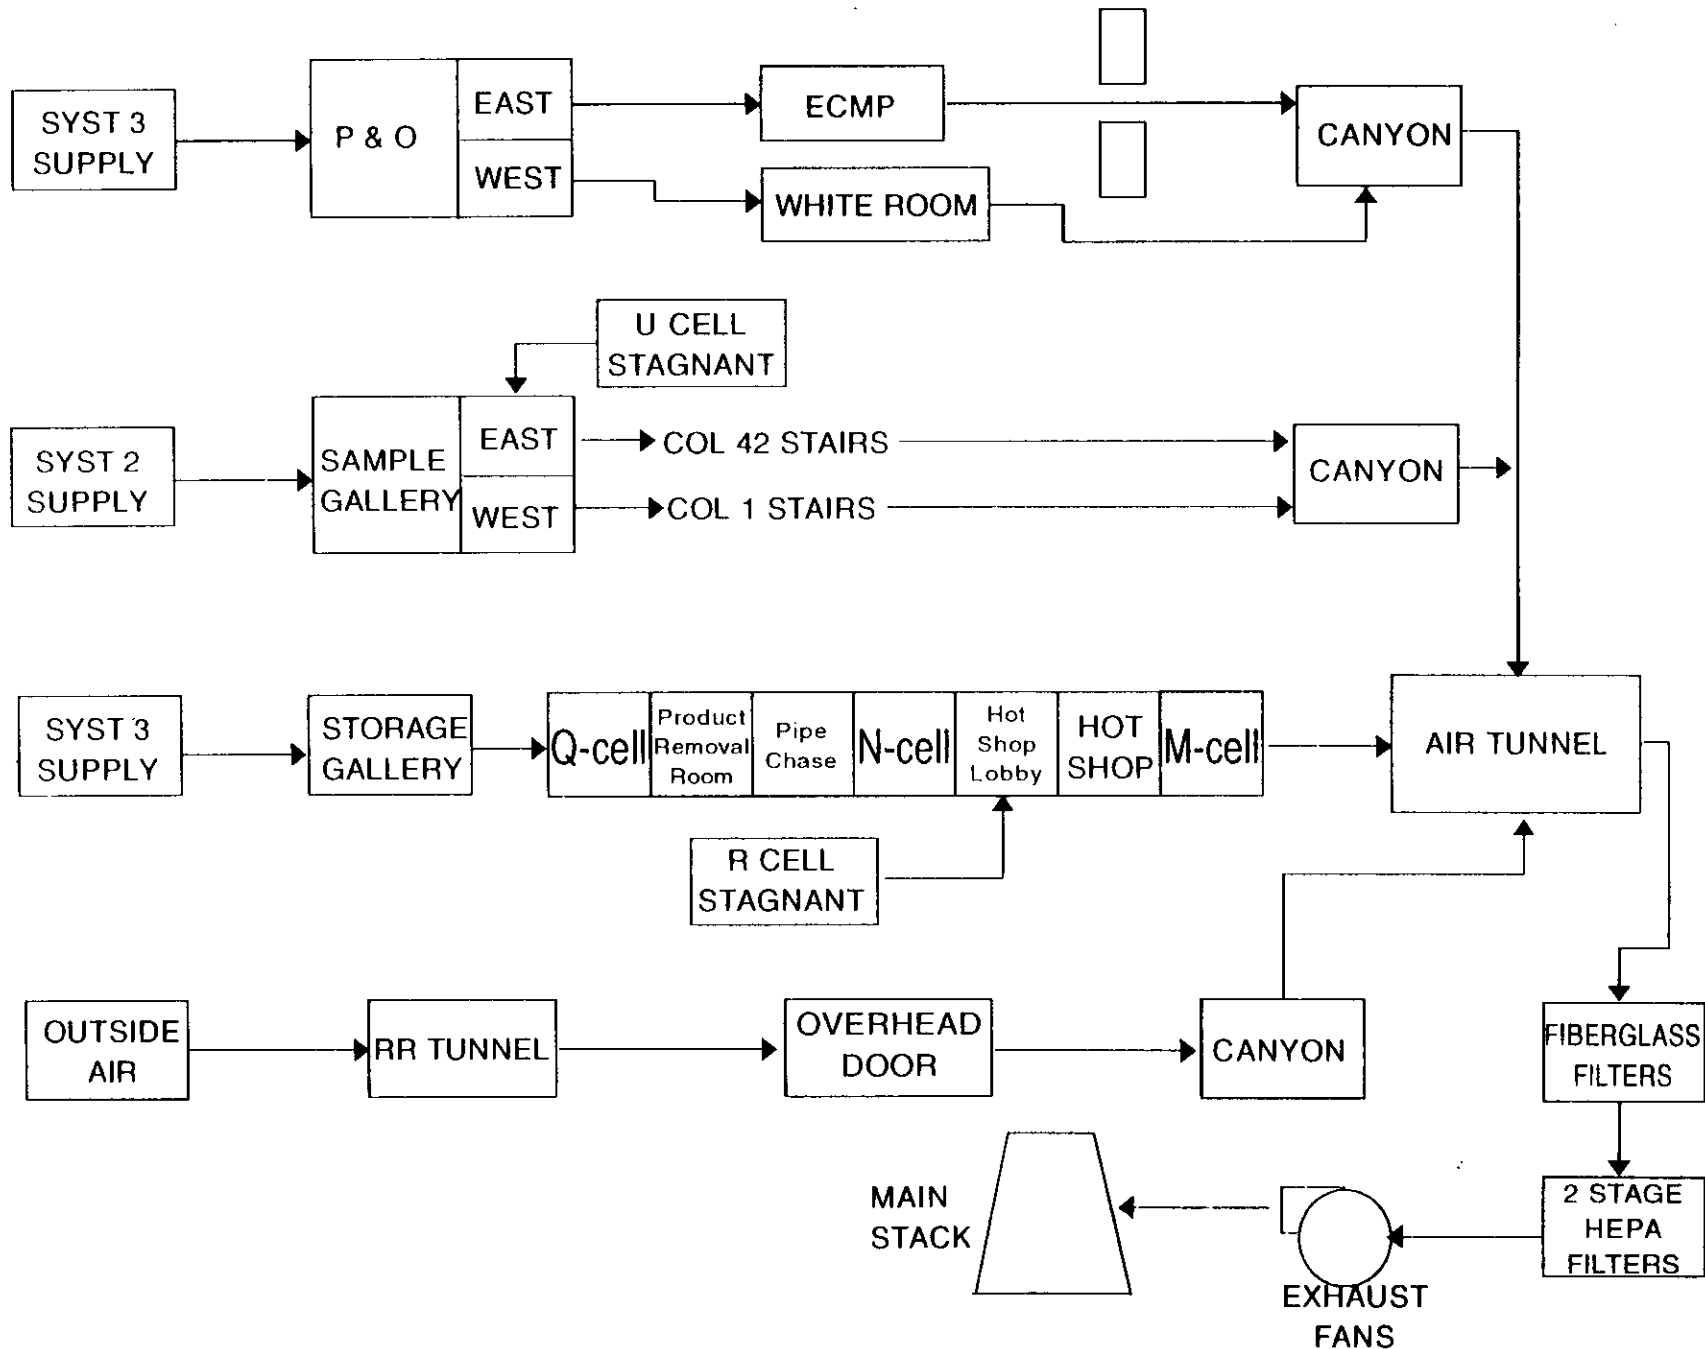 SYST 3
SUPPLY
P & O
EAST
WEST
ECMP
WHITE ROOM
CANYON
U CELL
STAGNANT
SYST 2
SUPPLY
SAMPLE
GALLERY
EAST
WEST
COL 42 STAIRS
COL 1 STAIRS
CANYON
SYST 3
SUPPLY
STORAGE
GALLERY
Q-cell
Product
Removal
Room
Pipe
Chase
N-cell
Hot
Shop
Lobby
HOT
SHOP
M-cell
AIR TUNNEL
R CELL
STAGNANT
OUTSIDE
AIR
RR TUNNEL
OVERHEAD
DOOR
CANYON
FIBERGLASS
FILTERS
2 STAGE
HEPA
FILTERS
EXHAUST
FANS
MAIN
STACK